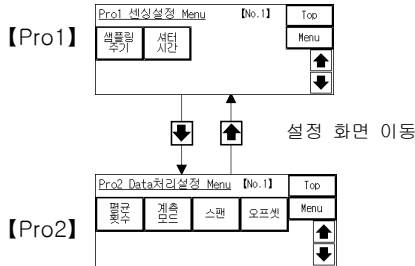 Pro1 센싱설정 Menu 【No.1】 Top
샘플링 주기 셔터 시간 Menu
【Pro1】
설정 화면 이동
Pro2 Data처리설정 Menu 【No.1】 Top
평균 횟수 계측 모드 스팬 오프셋 Menu
【Pro2】